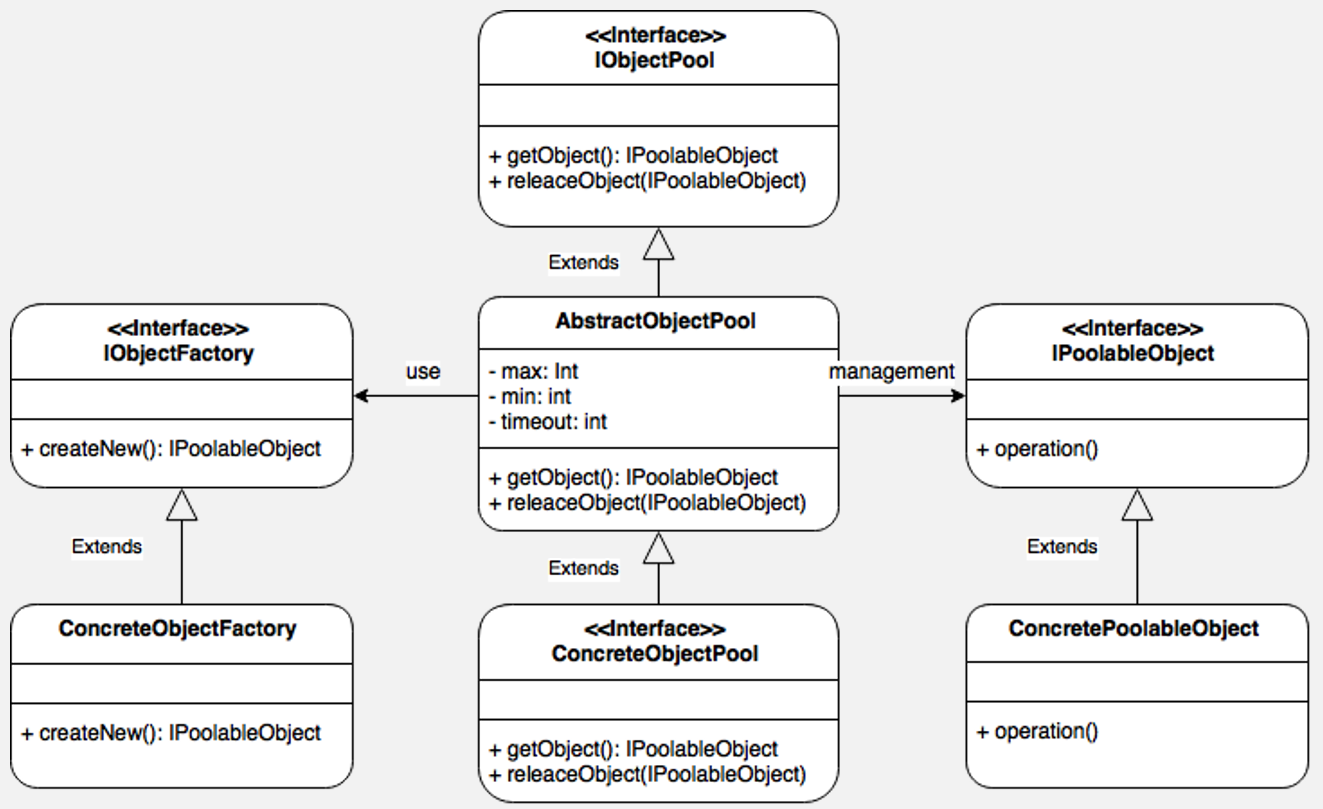 <<Interface>>
IObjectPool
+ getObject(): IPoolableObject
+ releaceObject(IPoolableObject)
Extends
<<Interface>>
IObjectFactory
+ createNew(): IPoolableObject
use
AbstractObjectPool
- max: Int
- min: int
- timeout: int
+ getObject(): IPoolableObject
+ releaceObject(IPoolableObject)
management
<<Interface>>
IPoolableObject
+ operation()
Extends
Extends
Extends
ConcreteObjectFactory
+ createNew(): IPoolableObject
<<Interface>>
ConcreteObjectPool
+ getObject(): IPoolableObject
+ releaceObject(IPoolableObject)
ConcretePoolableObject
+ operation()